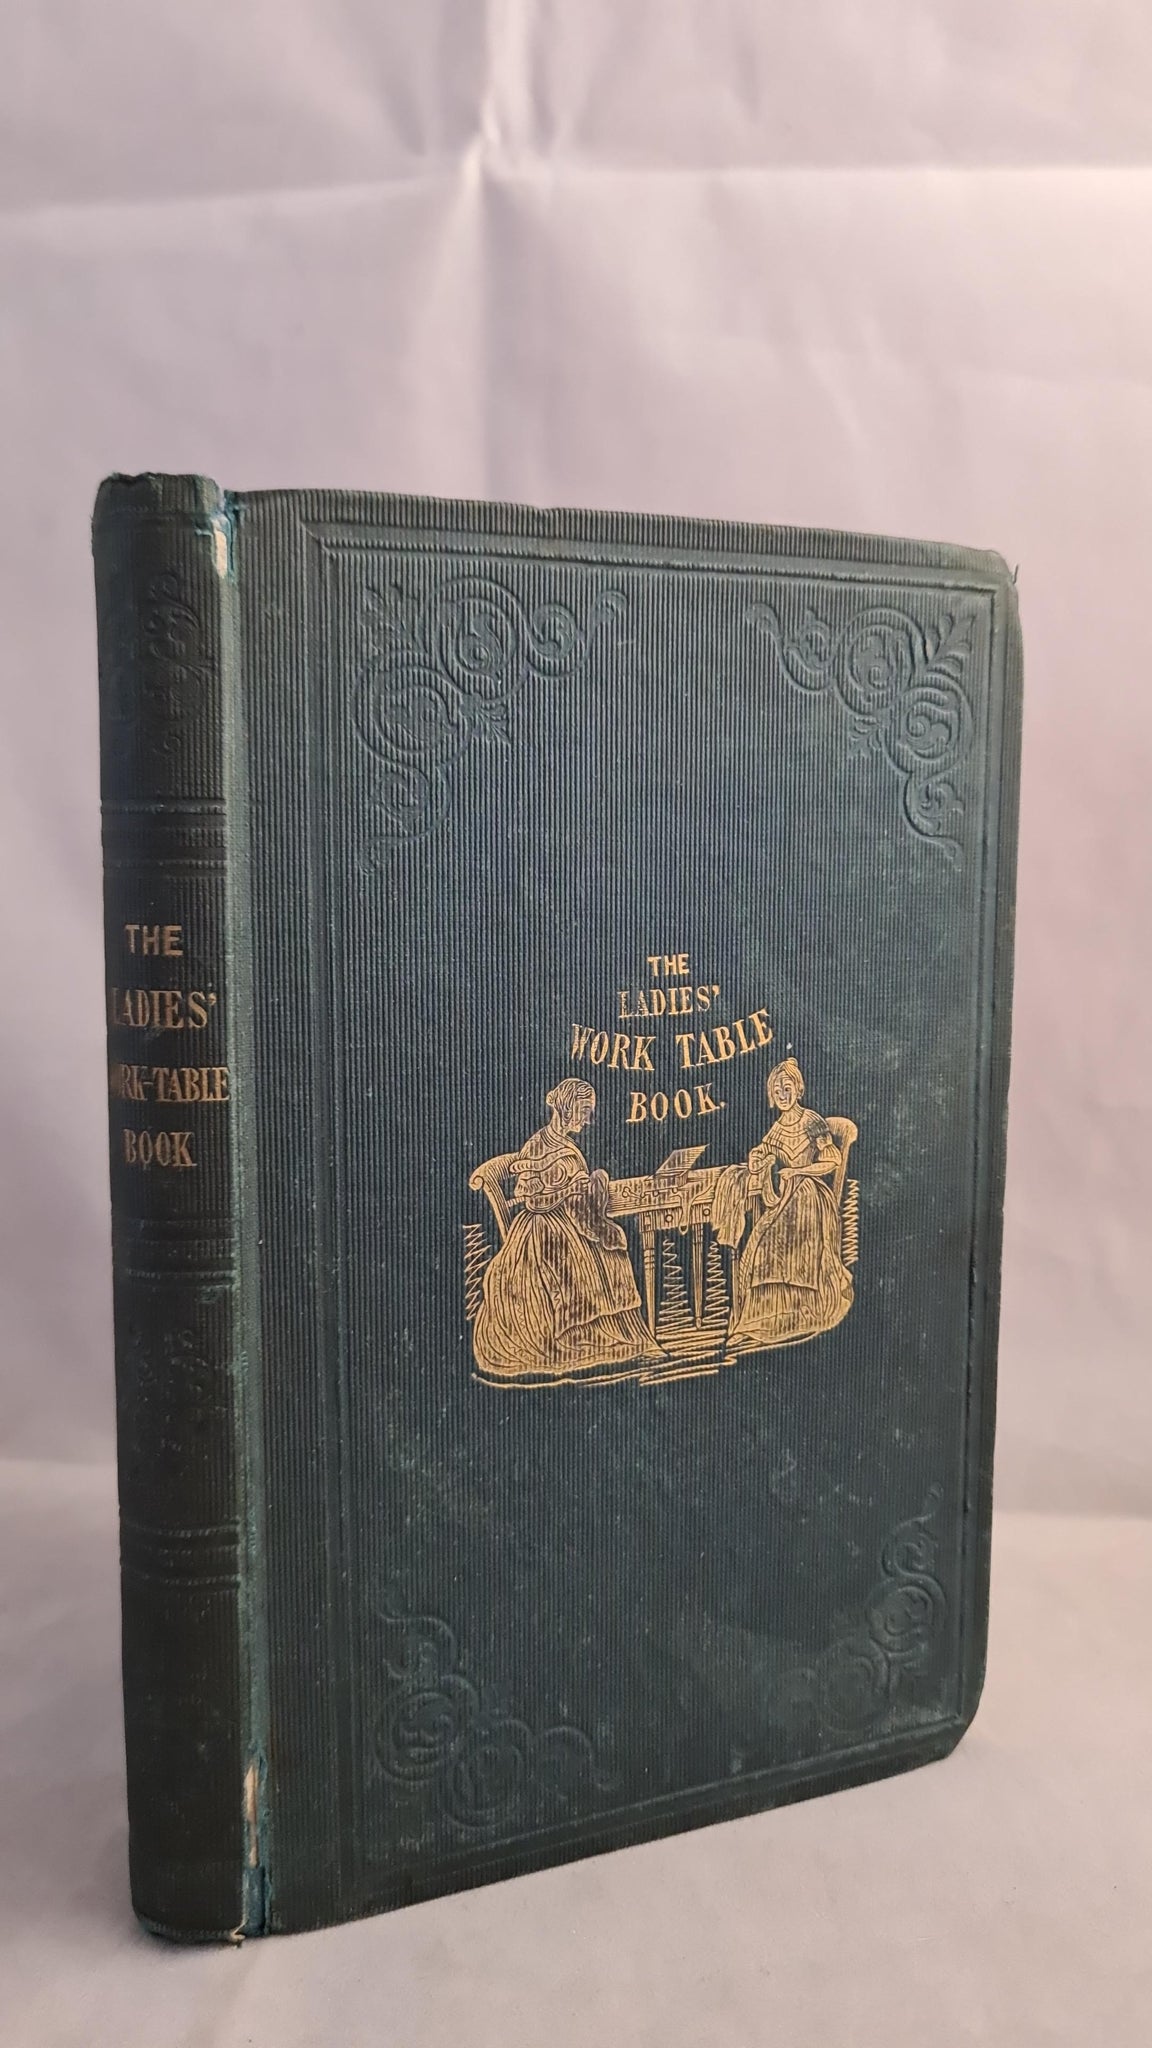 THE
LADIES'
WORK-TABLE
BOOK
THE
LADIES'
WORK TABLE
BOOK.